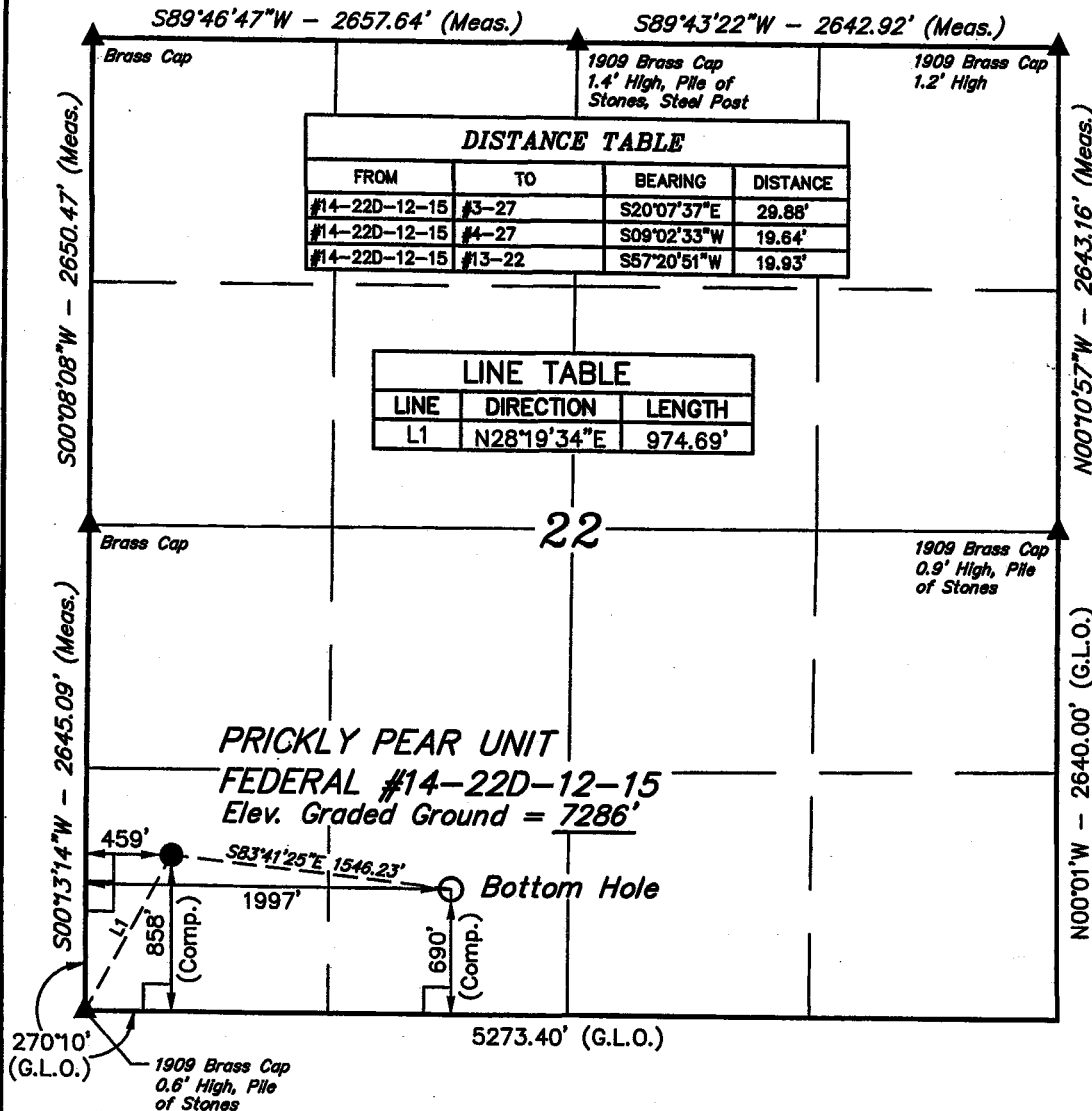 S89°46'47"W - 2657.64' (Meas.)
S89°43'22"W - 2642.92' (Meas.)
Brass Cap
1909 Brass Cap
1.4' High, Pile of
Stones, Steel Post
1909 Brass Cap
1.2' High
S00°08'08"W - 2650.47' (Meas.)
N00°10'57"W - 2643.16' (Meas.)
DISTANCE TABLE
FROM TO BEARING DISTANCE
#14-22D-12-15 #3-27 S20°07'37"E 29.88'
#14-22D-12-15 #4-27 S09°02'33"W 19.64'
#14-22D-12-15 #13-22 S57°20'51"W 19.93'
LINE TABLE
LINE DIRECTION LENGTH
L1 N28°19'34"E 974.69'
22
Brass Cap
1909 Brass Cap
0.9' High, Pile
of Stones
S00°13'14"W - 2645.09' (Meas.)
N00°01'W - 2640.00' (G.L.O.)
PRICKLY PEAR UNIT
FEDERAL #14-22D-12-15
Elev. Graded Ground = 7286'
459'
S83°41'25"E 1546.23'
Bottom Hole
1997'
L1
858'
(Comp.)
690'
(Comp.)
270°10'
(G.L.O.)
5273.40' (G.L.O.)
1909 Brass Cap
0.6' High, Pile
of Stones